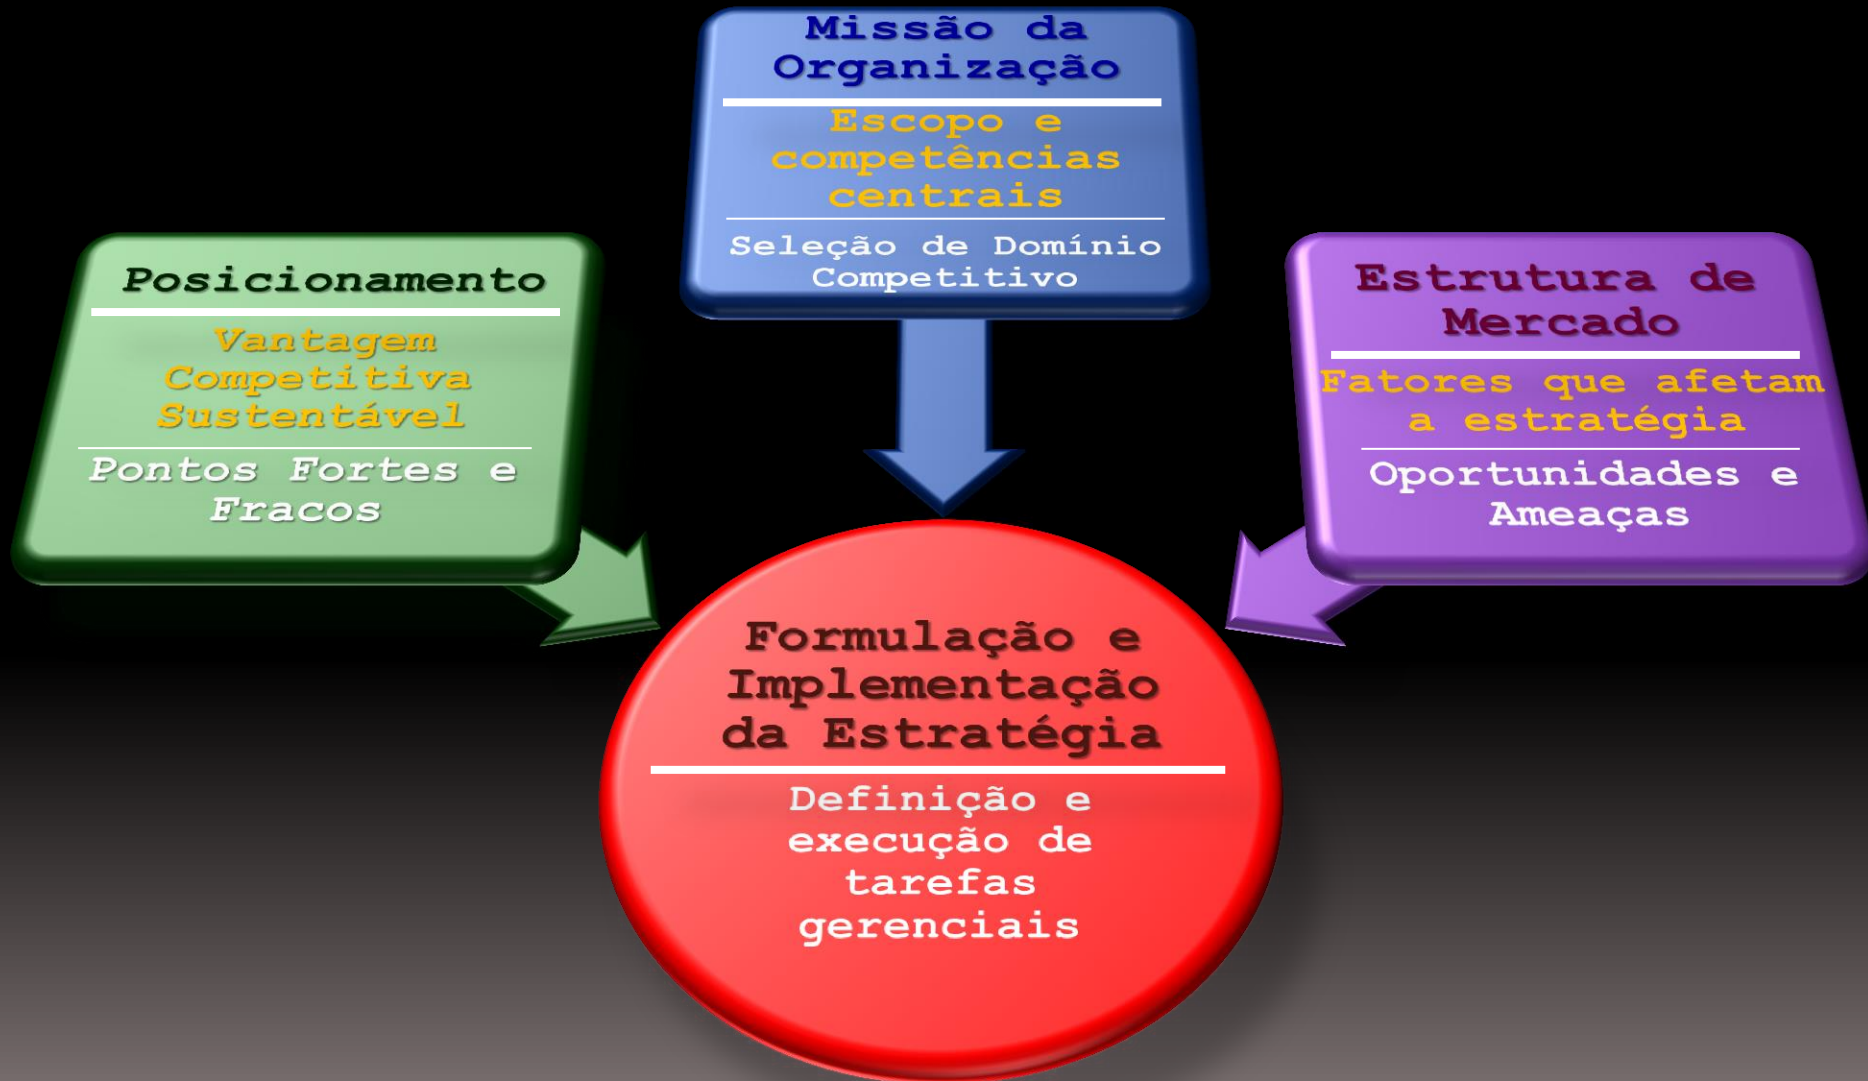 Missão da
Organização
Escopo e
competências
centrais
Seleção de Domínio
Competitivo
Posicionamento
Vantagem
Competitiva
Sustentável
Pontos Fortes e
Fracos
Estrutura de
Mercado
Fatores que afetam
a estratégia
Oportunidades e
Ameaças
Formulação e
Implementação
da Estratégia
Definição e
execução de
tarefas
gerenciais